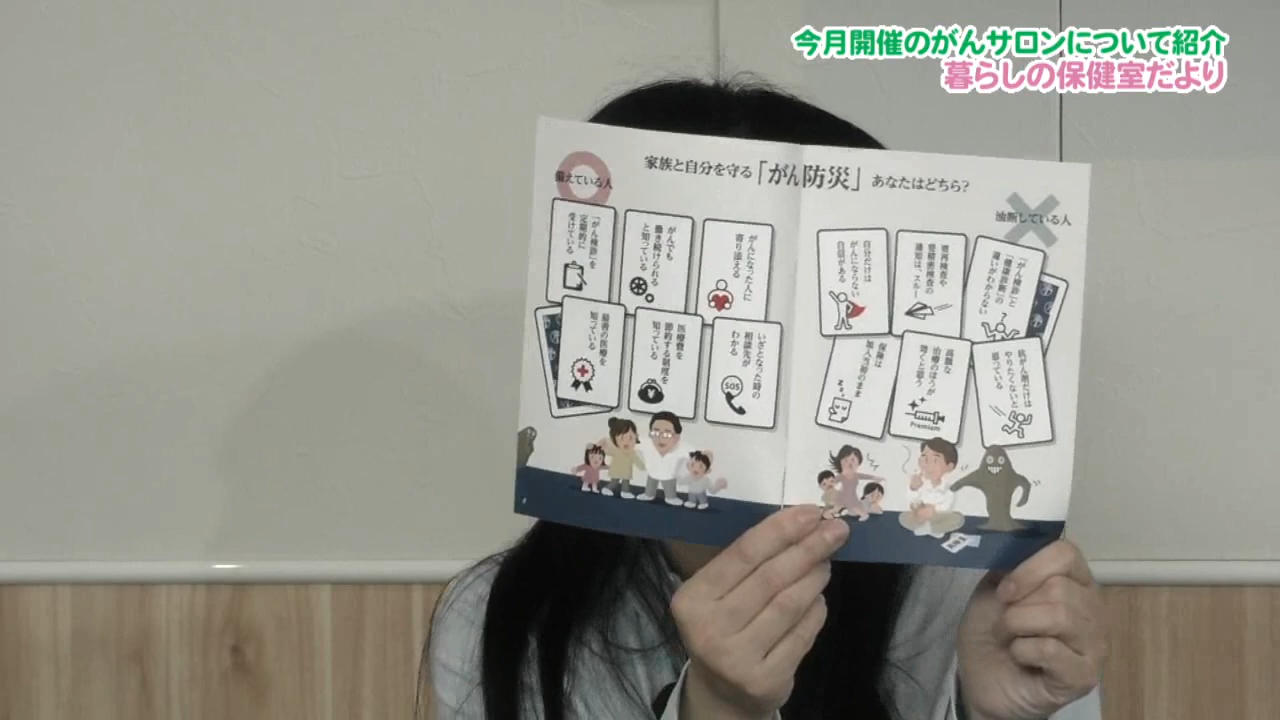 今月開催のがんサロンについて紹介
暮らしの保健室だより
家族と自分を守る「がん防災」あなたはどちら?
備えている人
「がん検診」を
定期的に
受けている
がんでも
働き続けられる
と知っている
がんになった人に
寄り添える
最善の医療を
知っている
医療費を
節約する制度を
知っている
¥
いざとなった時の
相談先が
わかる
SOS
油断している人
自分だけは
がんにならない
自信がある
要再検査や
要精密検査の
通知は、スルー
「がん検診」と
「健康診断」の
違いがわからない
?
保険は
加入当時のまま
zzz
高額な
治療のほうが
効くと思う
Premium
抗がん剤だけは
やりたくないと
思っている